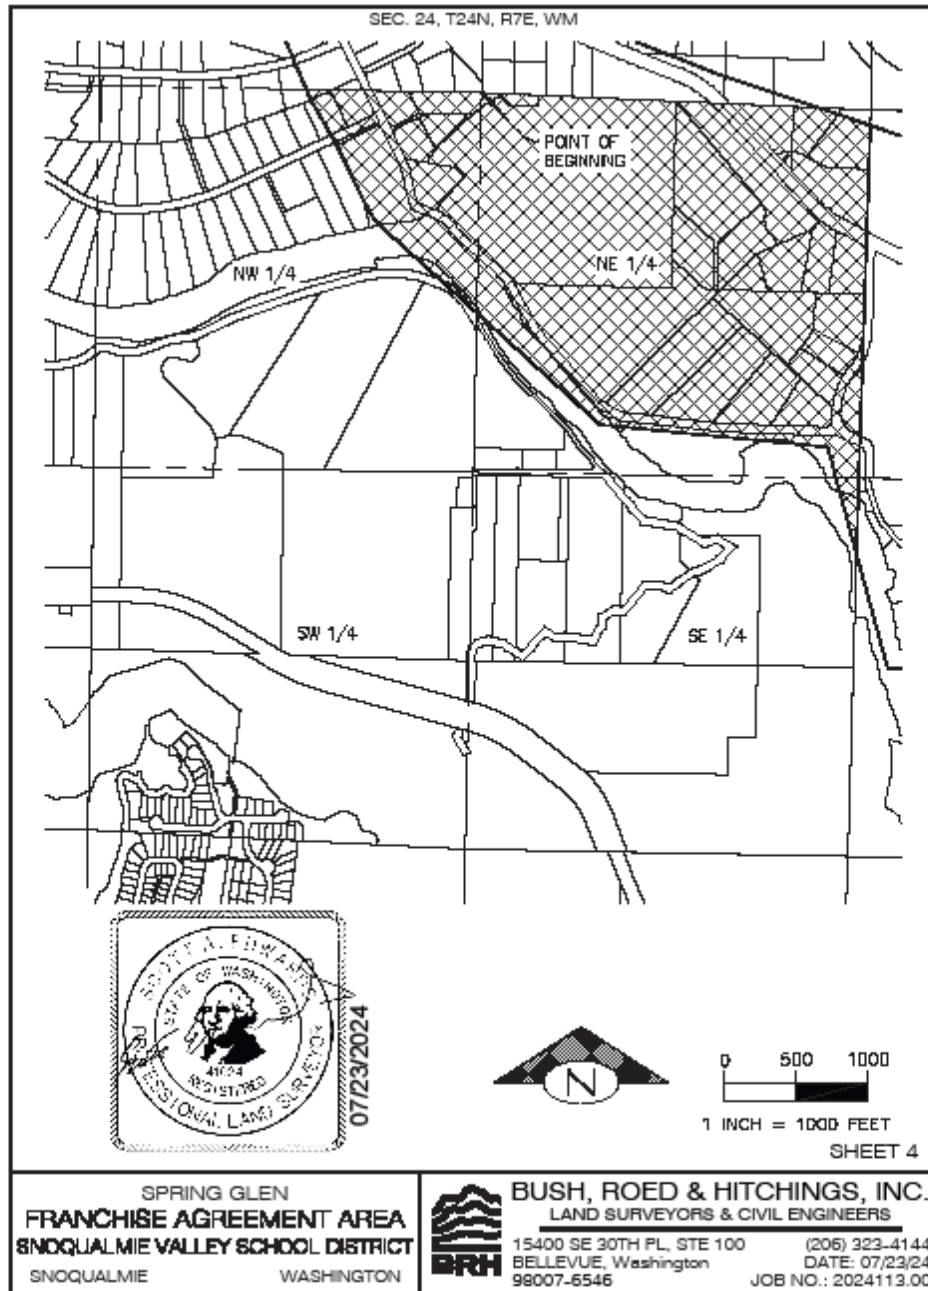 SEC. 24, T24N, R7E, WM
POINT OF
BEGINNING
NW 1/4
NE 1/4
SW 1/4
SE 1/4
SCOTT A. EDWARDS
STATE OF WASHINGTON
41024
REGISTERED
PROFESSIONAL LAND SURVEYOR
07/23/2024
N
0 500 1000
1 INCH = 1000 FEET
SHEET 4
SPRING GLEN
FRANCHISE AGREEMENT AREA
SNOQUALMIE VALLEY SCHOOL DISTRICT
SNOQUALMIE WASHINGTON
BRH
BUSH, ROED & HITCHINGS, INC.
LAND SURVEYORS & CIVIL ENGINEERS
15400 SE 30TH PL, STE 100 (206) 323-4144
BELLEVUE, Washington DATE: 07/23/24
98007-6546 JOB NO.: 2024113.00